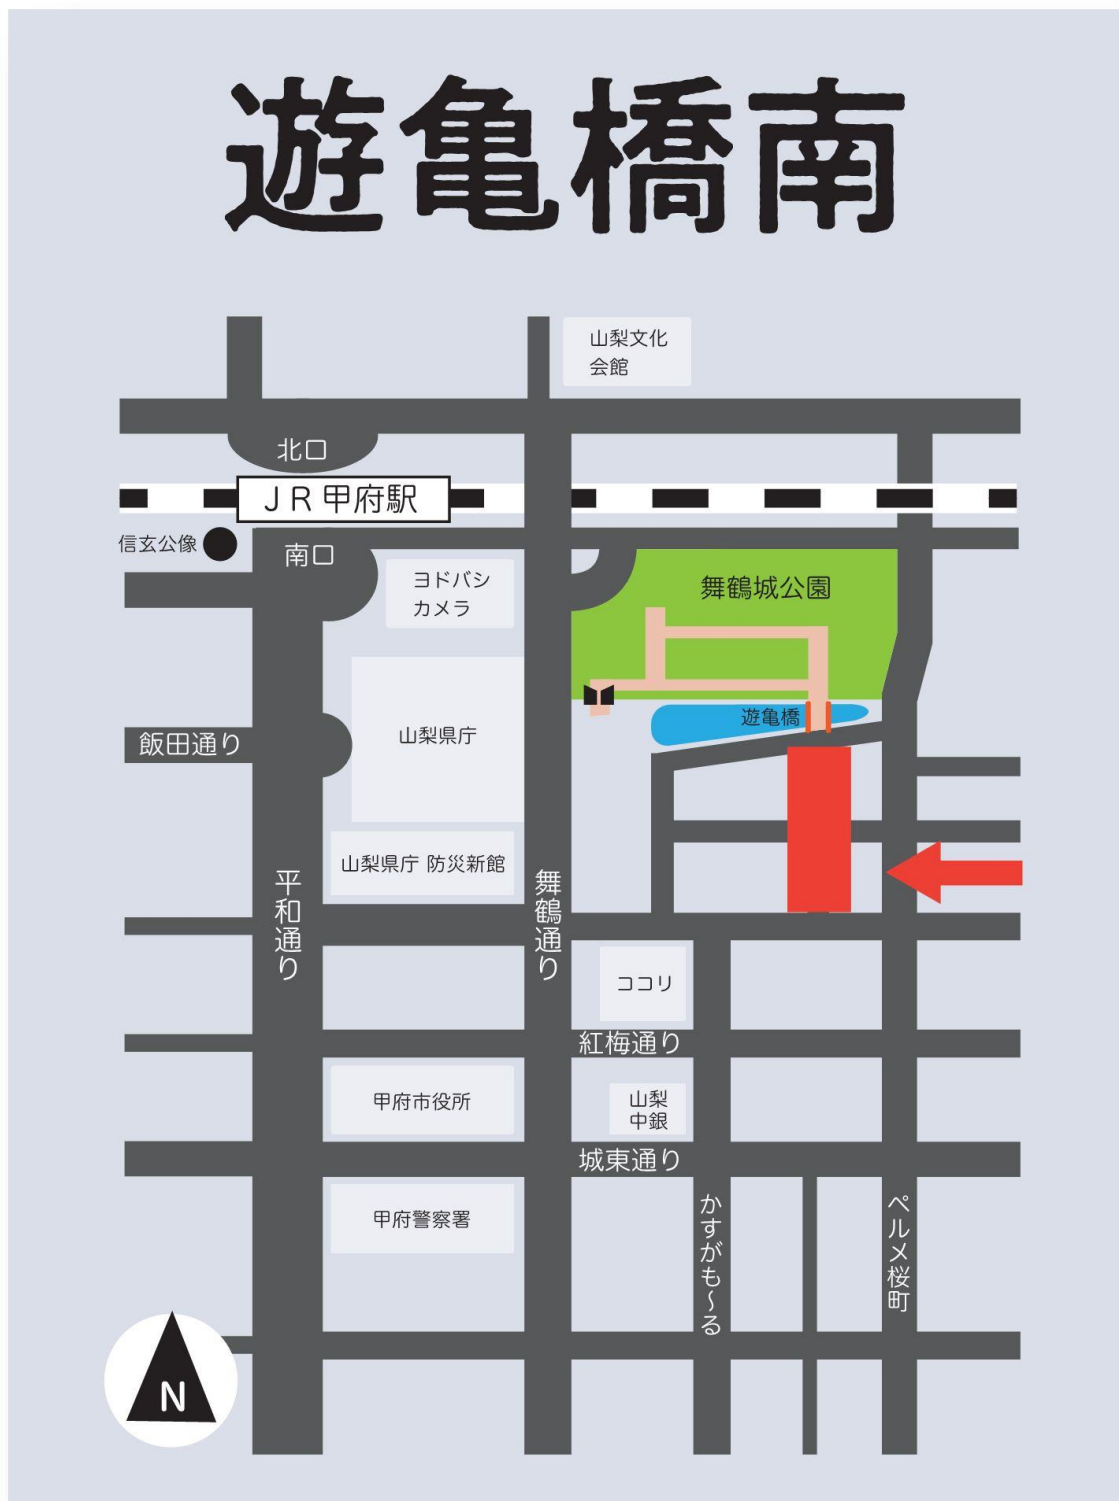 遊亀橋南
山梨文化
会館
北口
ＪＲ甲府駅
信玄公像
南口
ヨドバシ
カメラ
舞鶴城公園
遊亀橋
山梨県庁
飯田通り
山梨県庁 防災新館
平和通り
舞鶴通り
ココリ
紅梅通り
甲府市役所
山梨
中銀
城東通り
甲府警察署
かすがも〜る
ペルメ桜町
N